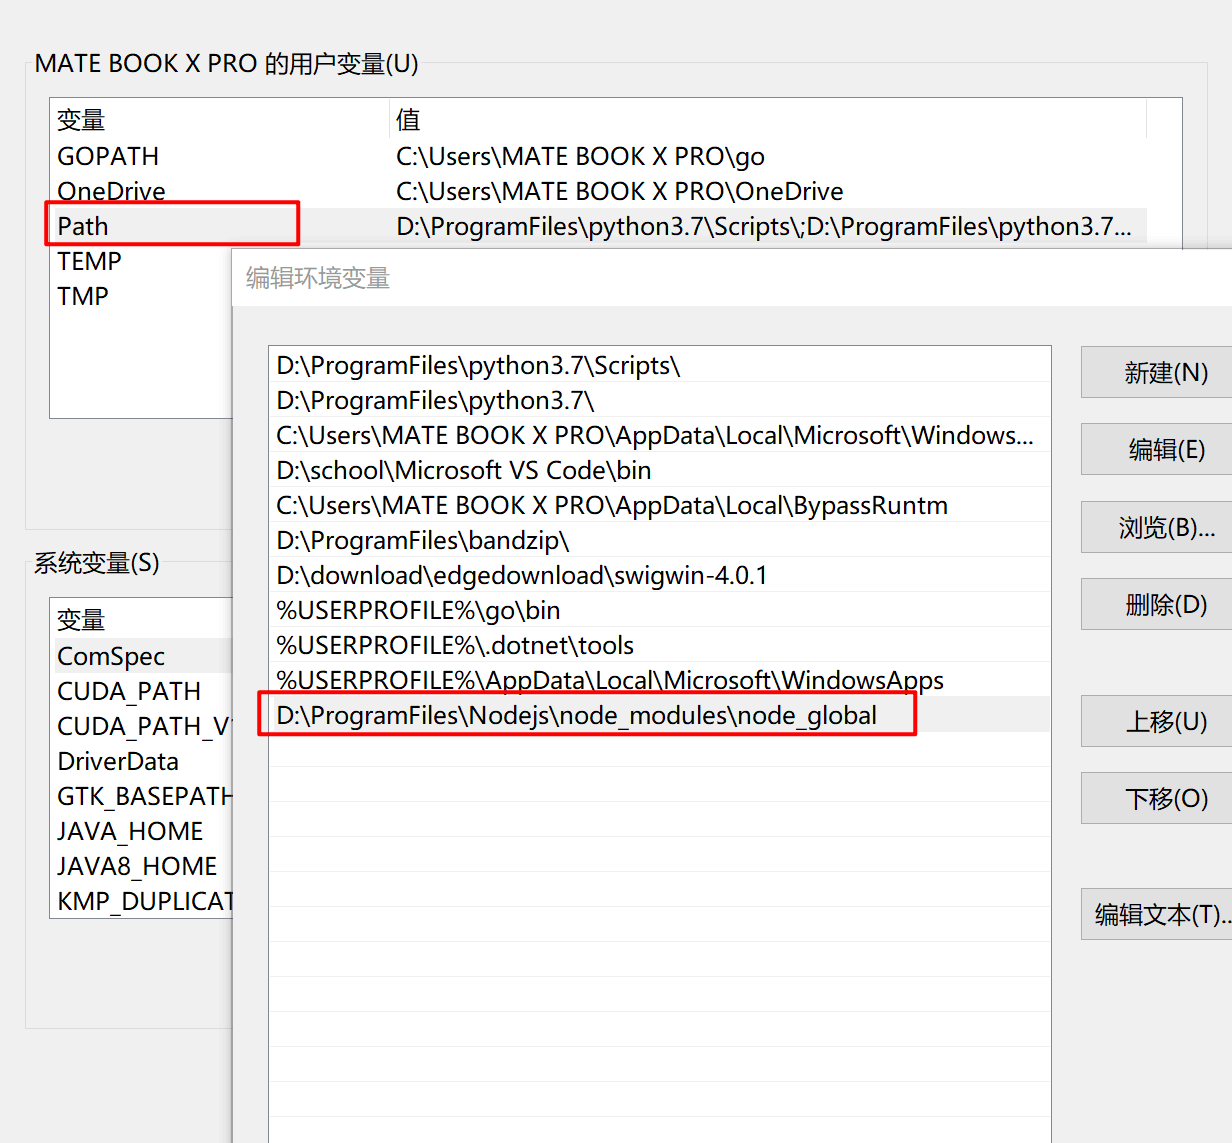 MATE BOOK X PRO 的用户变量(U)
变量 值
GOPATH C:\Users\MATE BOOK X PRO\go
OneDrive C:\Users\MATE BOOK X PRO\OneDrive
Path D:\ProgramFiles\python3.7\Scripts\;D:\ProgramFiles\python3.7...
TEMP
TMP
编辑环境变量
D:\ProgramFiles\python3.7\Scripts\
D:\ProgramFiles\python3.7\
C:\Users\MATE BOOK X PRO\AppData\Local\Microsoft\Windows...
D:\school\Microsoft VS Code\bin
C:\Users\MATE BOOK X PRO\AppData\Local\BypassRuntm
D:\ProgramFiles\bandzip\
D:\download\edgedownload\swigwin-4.0.1
%USERPROFILE%\go\bin
%USERPROFILE%\.dotnet\tools
%USERPROFILE%\AppData\Local\Microsoft\WindowsApps
D:\ProgramFiles\Nodejs\node_modules\node_global
新建(N)
编辑(E)
浏览(B)...
删除(D)
上移(U)
下移(O)
编辑文本(T)..
系统变量(S)
变量
ComSpec
CUDA_PATH
CUDA_PATH_V1
DriverData
GTK_BASEPATH
JAVA_HOME
JAVA8_HOME
KMP_DUPLICAT